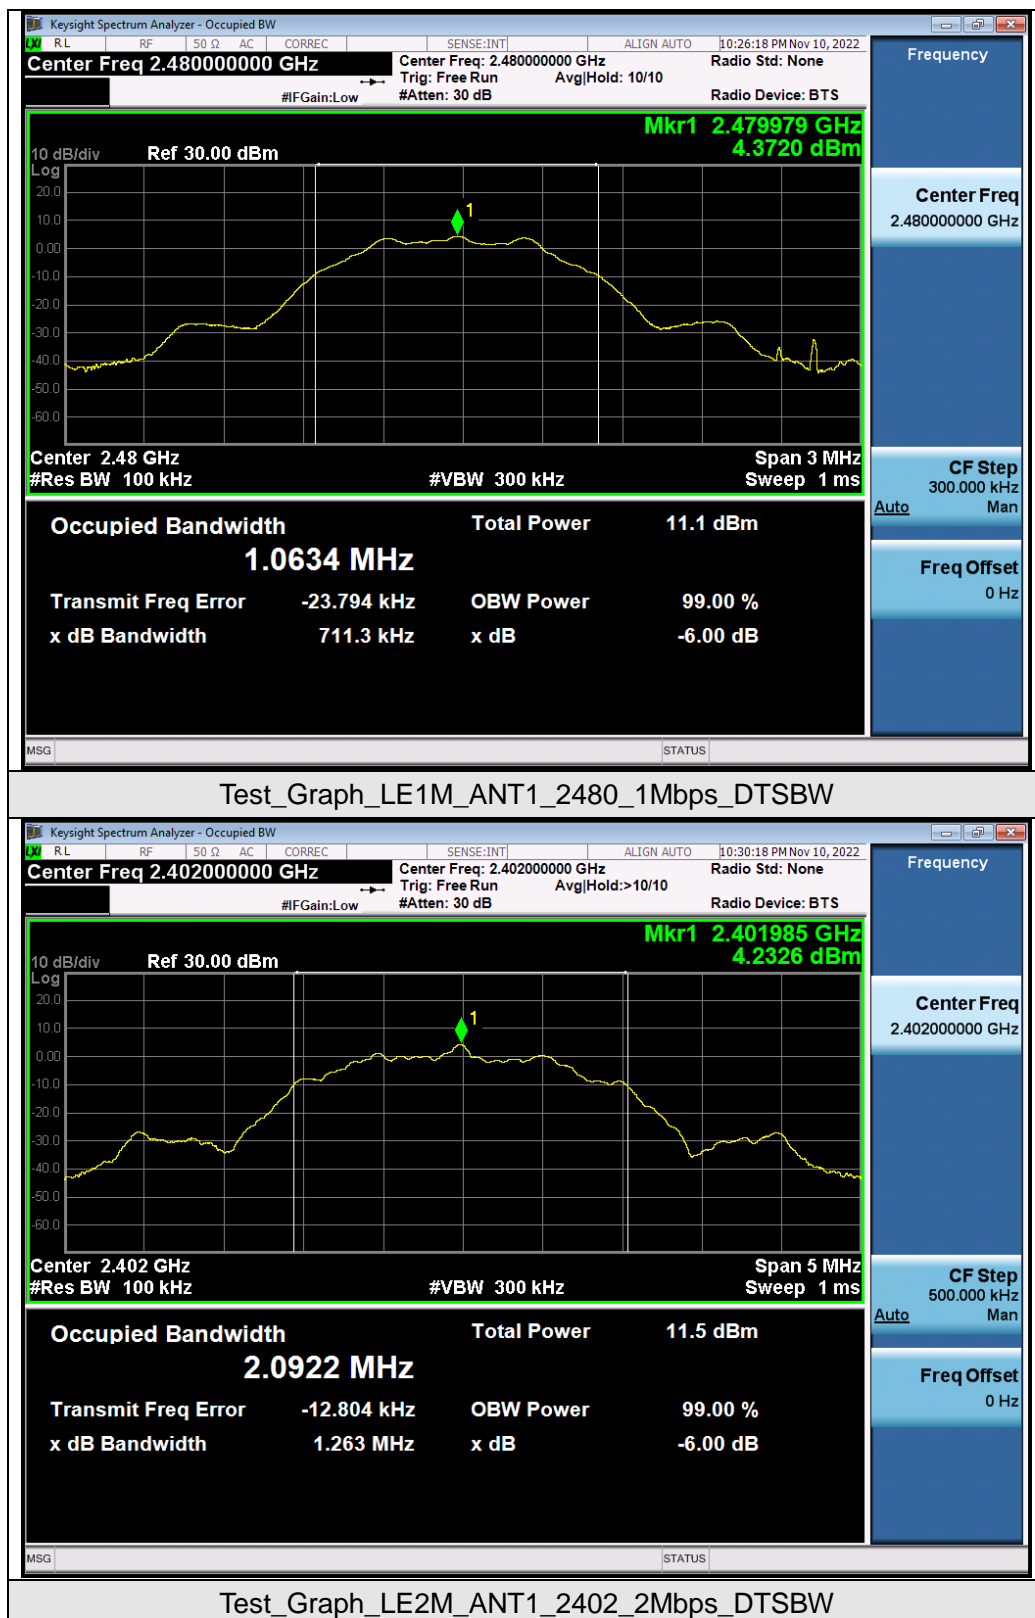 Keysight Spectrum Analyzer - Occupied BW
LXI RL RF 50 Ω AC CORREC SENSE:INT ALIGN AUTO 10:26:18 PM Nov 10, 2022
Center Freq 2.480000000 GHz Center Freq: 2.480000000 GHz Radio Std: None
Trig: Free Run Avg|Hold: 10/10
#IFGain:Low #Atten: 30 dB Radio Device: BTS
Frequency
Mkr1 2.479979 GHz
4.3720 dBm
10 dB/div Ref 30.00 dBm
Log
20.0
10.0
0.00
-10.0
-20.0
-30.0
-40.0
-50.0
-60.0
1
Center 2.48 GHz Span 3 MHz
#Res BW 100 kHz #VBW 300 kHz Sweep 1 ms
Center Freq
2.480000000 GHz
CF Step
300.000 kHz
Auto Man
Freq Offset
0 Hz
Occupied Bandwidth Total Power 11.1 dBm
1.0634 MHz
Transmit Freq Error -23.794 kHz OBW Power 99.00 %
x dB Bandwidth 711.3 kHz x dB -6.00 dB
MSG STATUS
Test_Graph_LE1M_ANT1_2480_1Mbps_DTSBW
Keysight Spectrum Analyzer - Occupied BW
LXI RL RF 50 Ω AC CORREC SENSE:INT ALIGN AUTO 10:30:18 PM Nov 10, 2022
Center Freq 2.402000000 GHz Center Freq: 2.402000000 GHz Radio Std: None
Trig: Free Run Avg|Hold:>10/10
#IFGain:Low #Atten: 30 dB Radio Device: BTS
Frequency
Mkr1 2.401985 GHz
4.2326 dBm
10 dB/div Ref 30.00 dBm
Log
20.0
10.0
0.00
-10.0
-20.0
-30.0
-40.0
-50.0
-60.0
1
Center 2.402 GHz Span 5 MHz
#Res BW 100 kHz #VBW 300 kHz Sweep 1 ms
Center Freq
2.402000000 GHz
CF Step
500.000 kHz
Auto Man
Freq Offset
0 Hz
Occupied Bandwidth Total Power 11.5 dBm
2.0922 MHz
Transmit Freq Error -12.804 kHz OBW Power 99.00 %
x dB Bandwidth 1.263 MHz x dB -6.00 dB
MSG STATUS
Test_Graph_LE2M_ANT1_2402_2Mbps_DTSBW